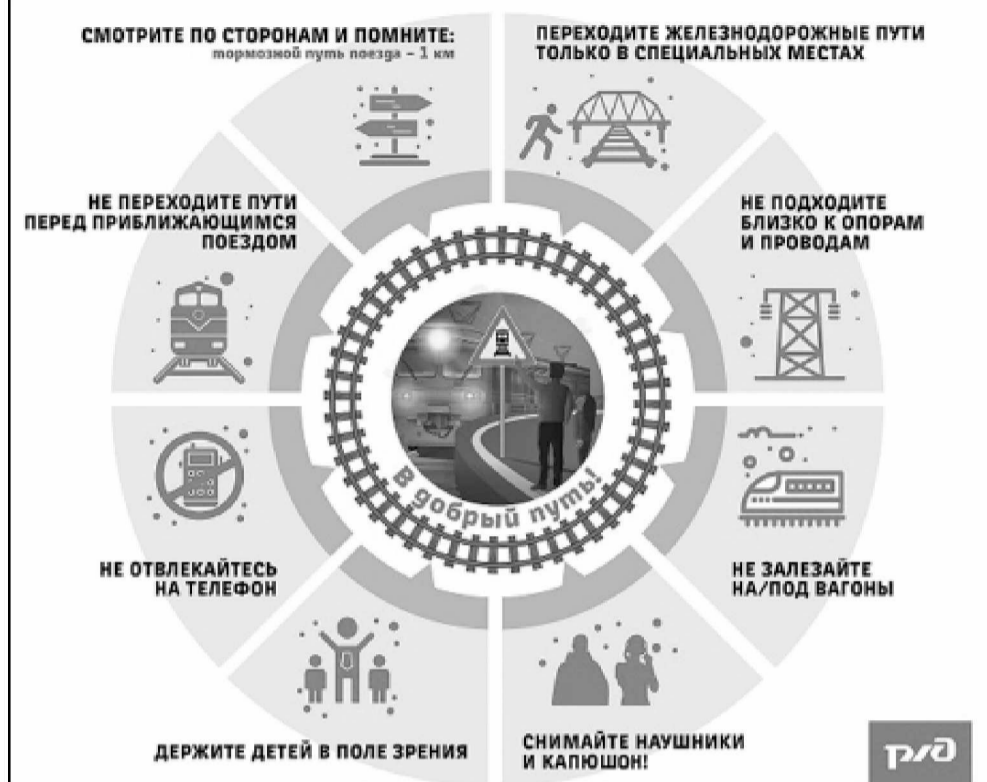 СМОТРИТЕ ПО СТОРОНАМ И ПОМНИТЕ:
тормозной путь поезда – 1 км
ПЕРЕХОДИТЕ ЖЕЛЕЗНОДОРОЖНЫЕ ПУТИ
ТОЛЬКО В СПЕЦИАЛЬНЫХ МЕСТАХ
НЕ ПЕРЕХОДИТЕ ПУТИ
ПЕРЕД ПРИБЛИЖАЮЩИМСЯ
ПОЕЗДОМ
НЕ ПОДХОДИТЕ
БЛИЗКО К ОПОРАМ
И ПРОВОДАМ
В добрый путь!
НЕ ОТВЛЕКАЙТЕСЬ
НА ТЕЛЕФОН
НЕ ЗАЛЕЗАЙТЕ
НА/ПОД ВАГОНЫ
ДЕРЖИТЕ ДЕТЕЙ В ПОЛЕ ЗРЕНИЯ
СНИМАЙТЕ НАУШНИКИ
И КАПЮШОН!
ржд